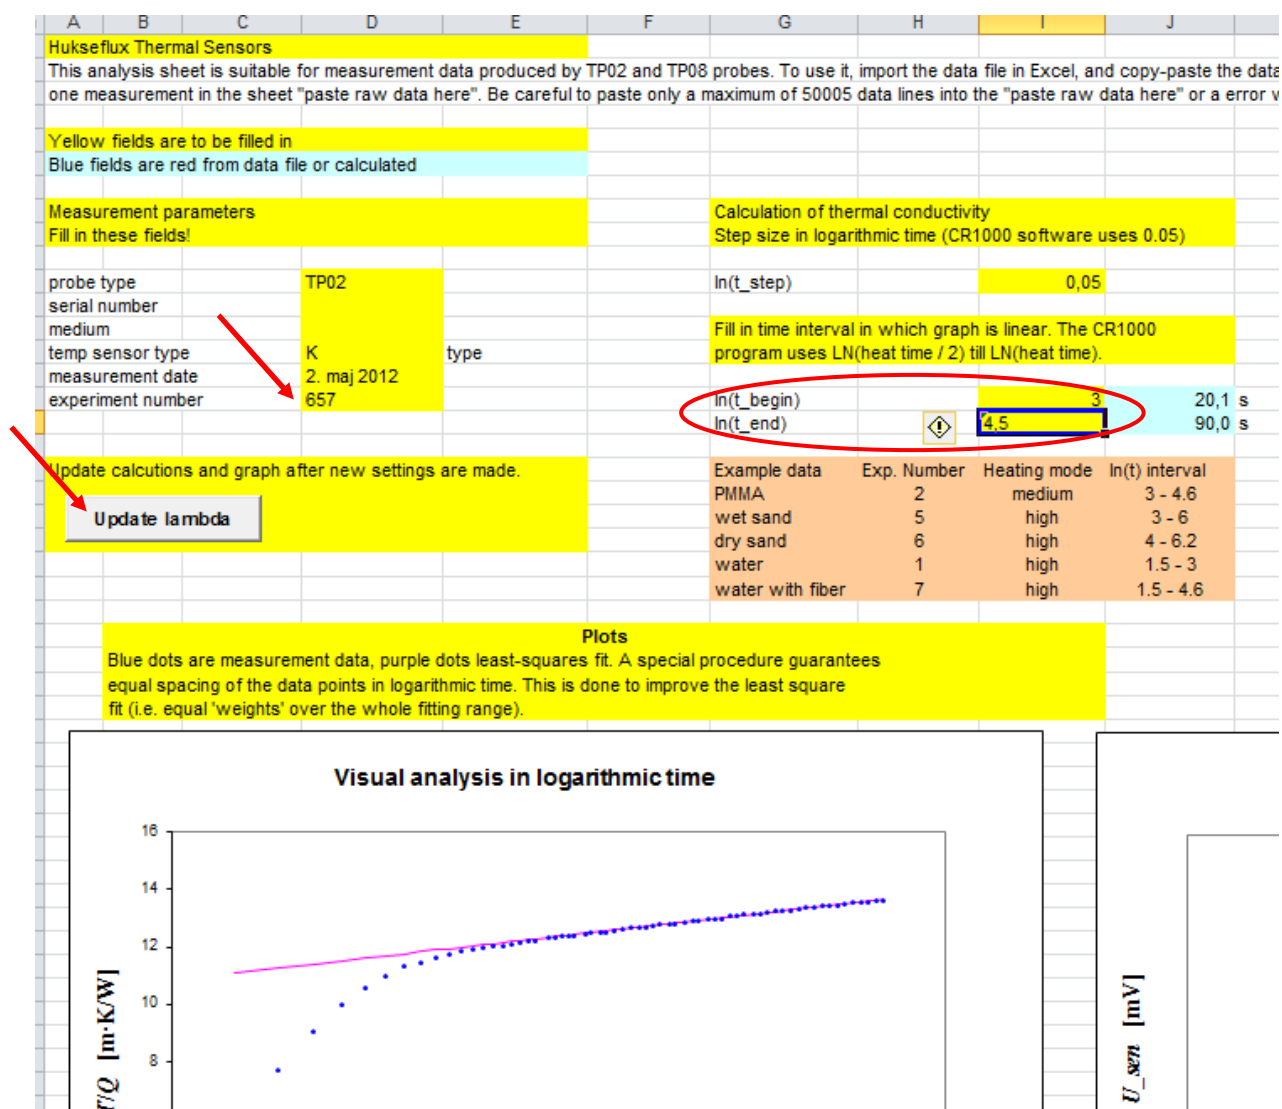 A B C D E F G H I J
Hukseflux Thermal Sensors
This analysis sheet is suitable for measurement data produced by TP02 and TP08 probes. To use it, import the data file in Excel, and copy-paste the data
one measurement in the sheet "paste raw data here". Be careful to paste only a maximum of 50005 data lines into the "paste raw data here" or a error
Yellow fields are to be filled in
Blue fields are red from data file or calculated
Measurement parameters
Fill in these fields!
Calculation of thermal conductivity
Step size in logarithmic time (CR1000 software uses 0.05)
probe type TP02
ln(t_step) 0,05
serial number
medium
temp sensor type K type
measurement date 2. maj 2012
experiment number 657
Fill in time interval in which graph is linear. The CR1000
program uses LN(heat time / 2) till LN(heat time).
ln(t_begin) 3 20,1 s
ln(t_end) 4,5 90,0 s
Update calcutions and graph after new settings are made.
Update lambda
Example data Exp. Number Heating mode ln(t) interval
PMMA 2 medium 3 - 4.6
wet sand 5 high 3 - 6
dry sand 6 high 4 - 6.2
water 1 high 1.5 - 3
water with fiber 7 high 1.5 - 4.6
Plots
Blue dots are measurement data, purple dots least-squares fit. A special procedure guarantees
equal spacing of the data points in logarithmic time. This is done to improve the least square
fit (i.e. equal 'weights' over the whole fitting range).
Visual analysis in logarithmic time
16
14
12
10
8
T/Q [m·K/W]
U_sen [mV]